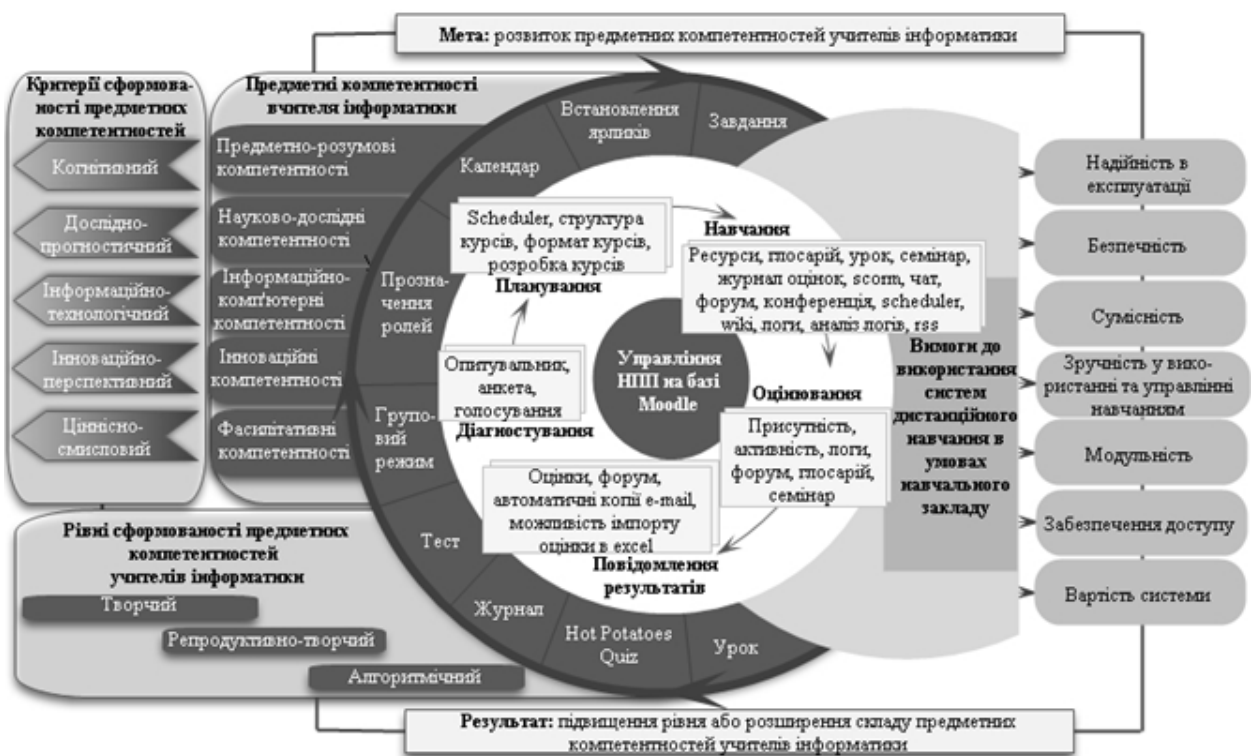 Мета: розвиток предметних компетентностей учителів інформатики
Критерії сформова-
ності предметних
компетентностей
Когнітивний
Дослідно-
прогностичний
Інформаційно-
технологічний
Інноваційно-
перспективний
Ціннісно-
смисловий
Предметні компетентності
вчителя інформатики
Предметно-розумові
компетентності
Науково-дослідні
компетентності
Інформаційно-
комп'ютерні
компетентності
Інноваційні
компетентності
Фасилітативні
компетентності
Рівні сформованості предметних
компетентностей
учителів інформатики
Творчий
Репродуктивно-творчий
Алгоритмічний
Завдання
Встановлення
ярликів
Календар
Прозна-
чення
ролей
Групо-
вий
режим
Тест
Журнал
Hot Potatoes
Quiz
Урок
Scheduler, структура
курсів, формат курсів,
розробка курсів
Планування
Навчання
Ресурси, глосарій, урок, семінар,
журнал оцінок, scorm, чат,
форум, конференція, scheduler,
wiki, логи, аналіз логів, rss
Опитувальник,
анкета,
голосування
Діагностування
Управління
НПП на базі
Moodle
Оцінювання
Присутність,
активність, логи,
форум, глосарій,
семінар
Оцінки, форум,
автоматичні копії e-mail,
можливість імпорту
оцінки в excel
Повідомлення
результатів
Вимоги до
використання
систем
дистанційного
навчання в
умовах
навчального
закладу
Надійність в
експлуатації
Безпечність
Сумісність
Зручність у вико-
ристанні та управлінні
навчанням
Модульність
Забезпечення доступу
Вартість системи
Результат: підвищення рівня або розширення складу предметних
компетентностей учителів інформатики